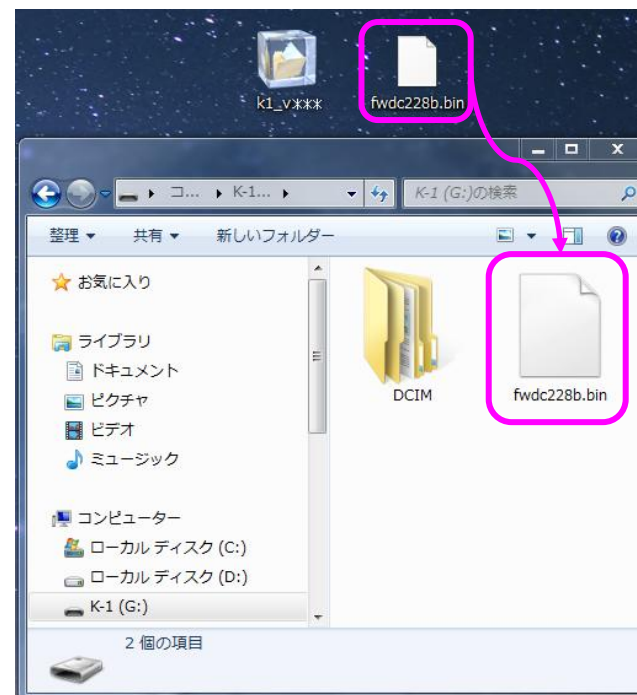 k1_v***
fwdc228b.bin
コ... K-1...
K-1 (G:)の検索
整理 共有 新しいフォルダー
お気に入り
ライブラリ
ドキュメント
ピクチャ
ビデオ
ミュージック
コンピューター
ローカル ディスク (C:)
ローカル ディスク (D:)
K-1 (G:)
DCIM
fwdc228b.bin
2 個の項目